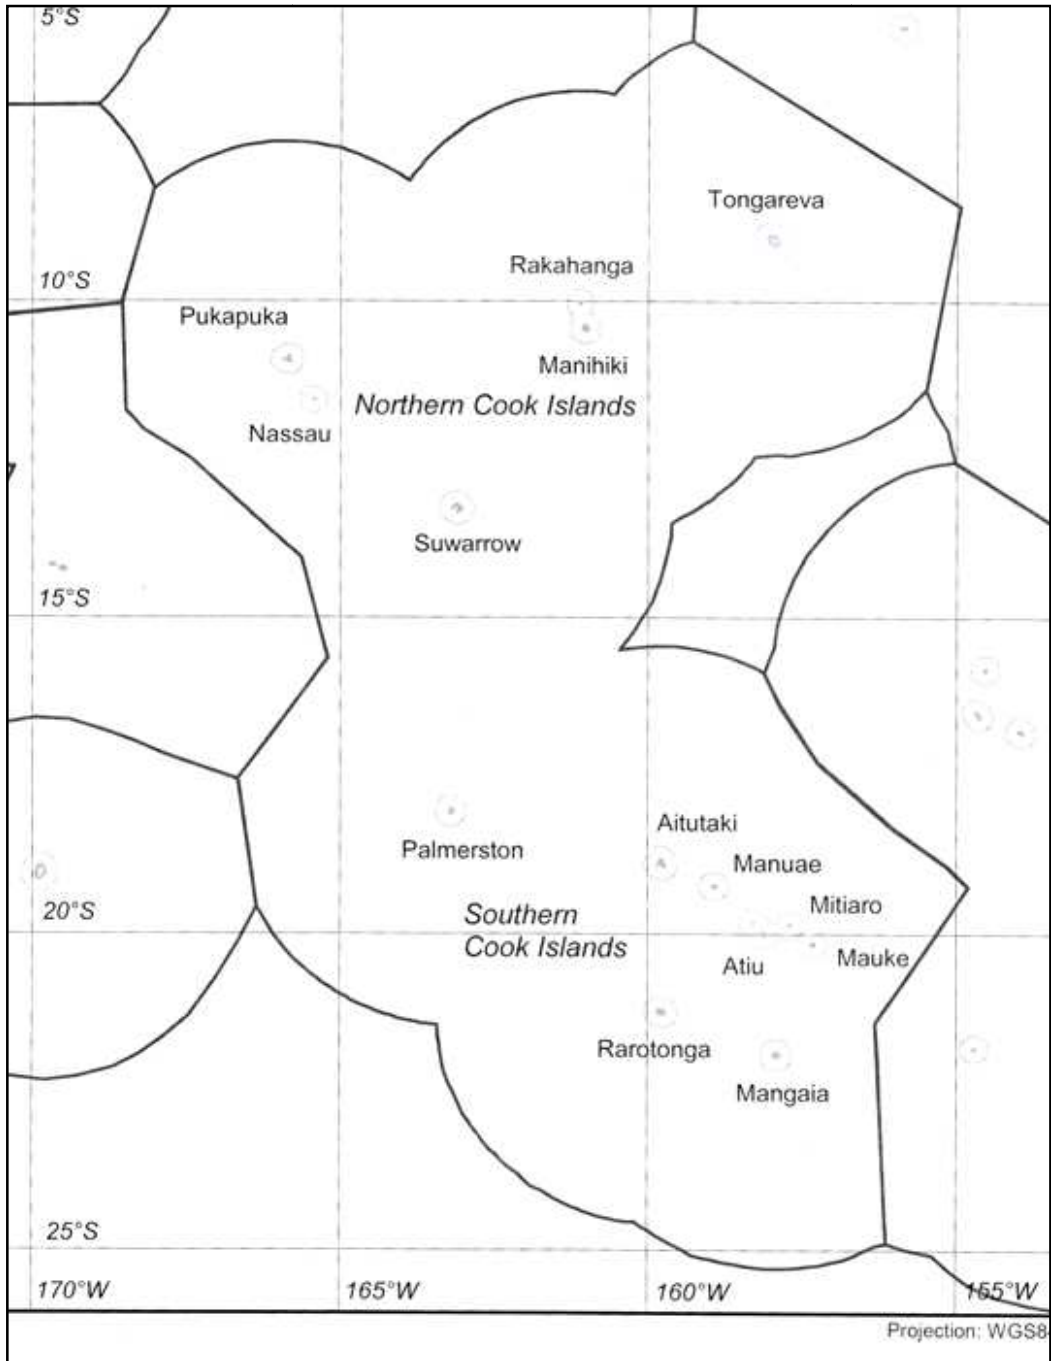 5°S
Tongareva
Rakahanga
10°S
Pukapuka
Manihiki
Northern Cook Islands
Nassau
Suwarrow
15°S
Aitutaki
Palmerston
Manuae
Mitiaro
20°S
Southern
Cook Islands
Mauke
Atiu
Rarotonga
Mangaia
25°S
170°W
165°W
160°W
155°W
Projection: WGS8